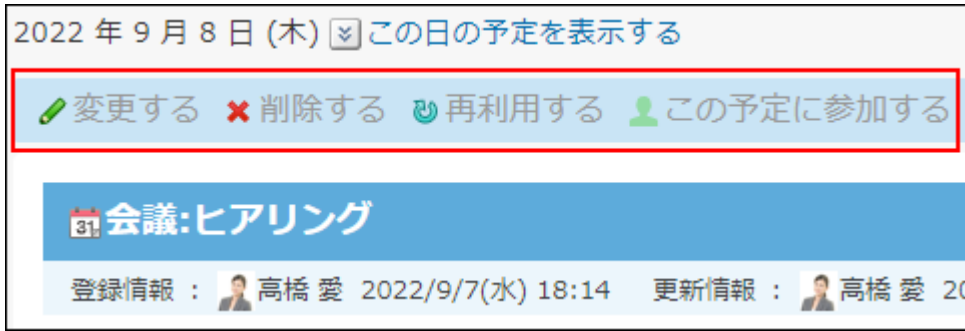 2022 年 9 月 8 日 (木) この日の予定を表示する
変更する 削除する 再利用する この予定に参加する
31 会議:ヒアリング
登録情報 : 高橋 愛 2022/9/7(水) 18:14 更新情報 : 高橋 愛 20